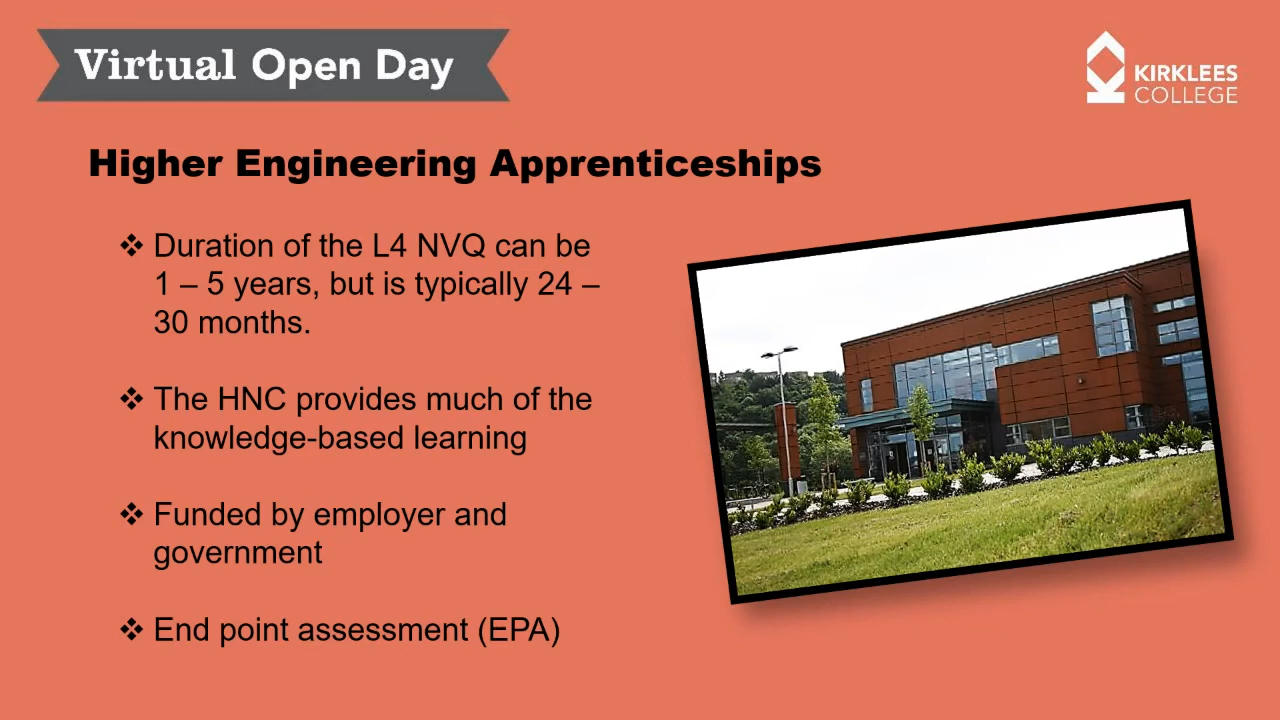 Virtual Open Day
KIRKLEES
COLLEGE
Higher Engineering Apprenticeships
❖ Duration of the L4 NVQ can be
1 – 5 years, but is typically 24 –
30 months.
❖ The HNC provides much of the
knowledge-based learning
❖ Funded by employer and
government
❖ End point assessment (EPA)